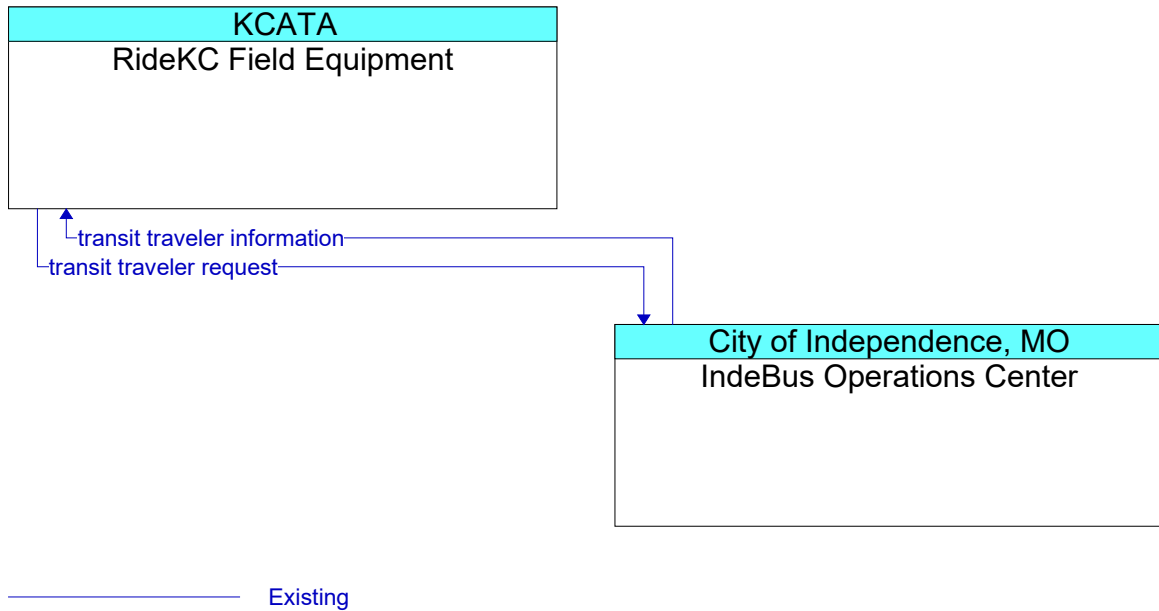 KCATA
RideKC Field Equipment
transit traveler information
transit traveler request
City of Independence, MO
IndeBus Operations Center
Existing